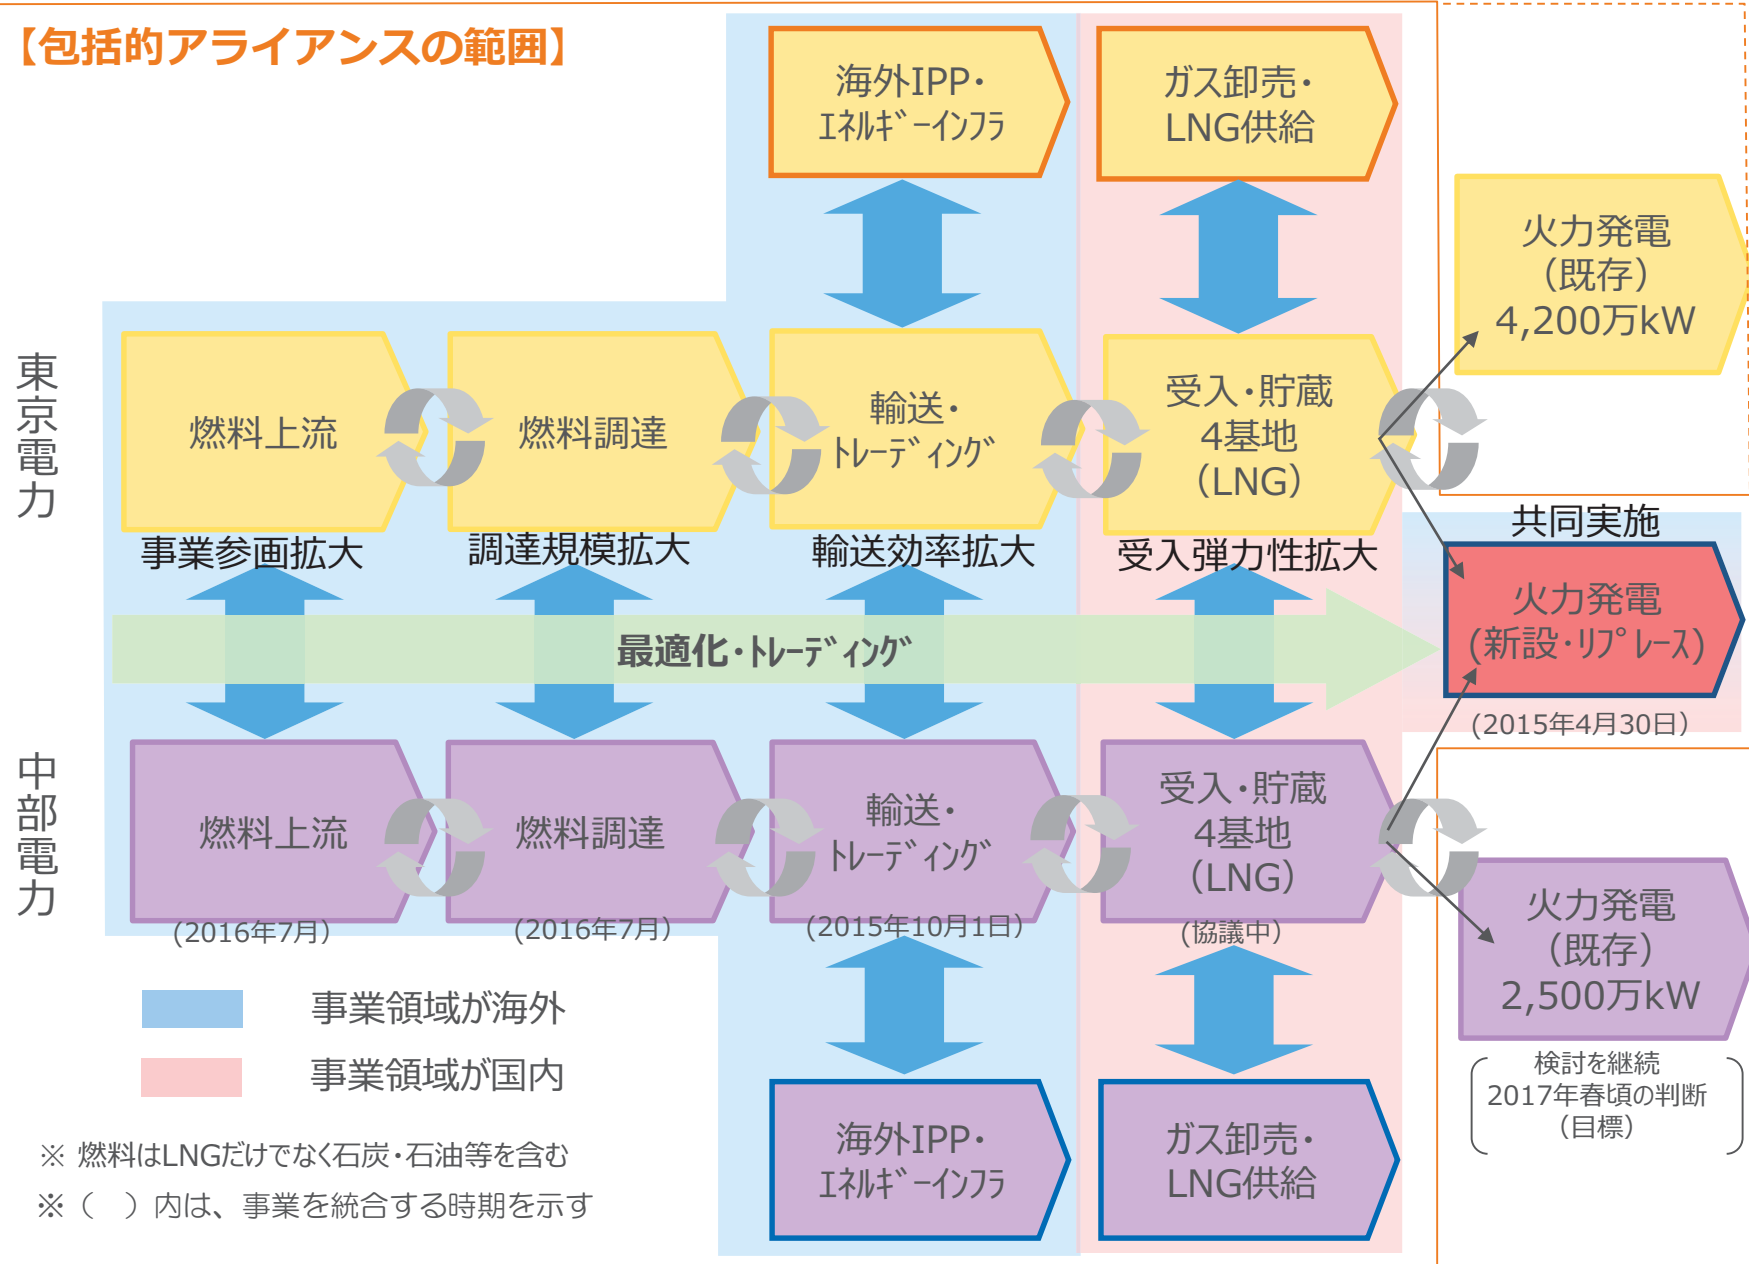 【包括的アライアンスの範囲】
海外IPP・
ｴﾈﾙｷﾞｰｲﾝﾌﾗ
ガス卸売・
LNG供給
火力発電
（既存）
4,200万kW
東京電力
燃料上流
燃料調達
輸送・
ﾄﾚｰﾃﾞｨﾝｸﾞ
受入・貯蔵
4基地
（LNG）
事業参画拡大
調達規模拡大
輸送効率拡大
受入弾力性拡大
共同実施
火力発電
(新設・ﾘﾌﾟﾚｰｽ)
(2015年4月30日）
最適化・ﾄﾚｰﾃﾞｨﾝｸﾞ
中部電力
燃料上流
燃料調達
輸送・
ﾄﾚｰﾃﾞｨﾝｸﾞ
受入・貯蔵
4基地
（LNG）
(2016年7月）
(2016年7月）
(2015年10月1日）
(協議中）
火力発電
（既存）
2,500万kW
検討を継続
2017年春頃の判断
（目標）
事業領域が海外
事業領域が国内
海外IPP・
ｴﾈﾙｷﾞｰｲﾝﾌﾗ
ガス卸売・
LNG供給
※ 燃料はLNGだけでなく石炭・石油等を含む
※（　）内は、事業を統合する時期を示す